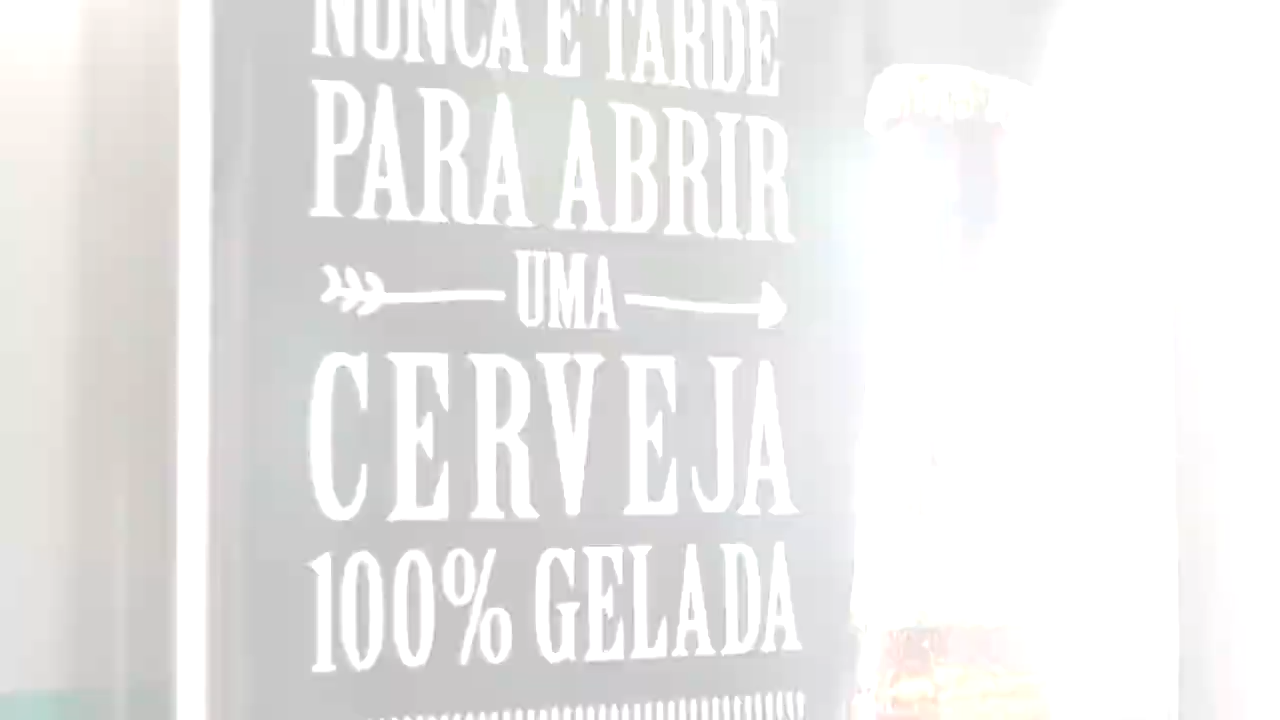 NUNCA É TARDE
PARA ABRIR
UMA
CERVEJA
100% GELADA